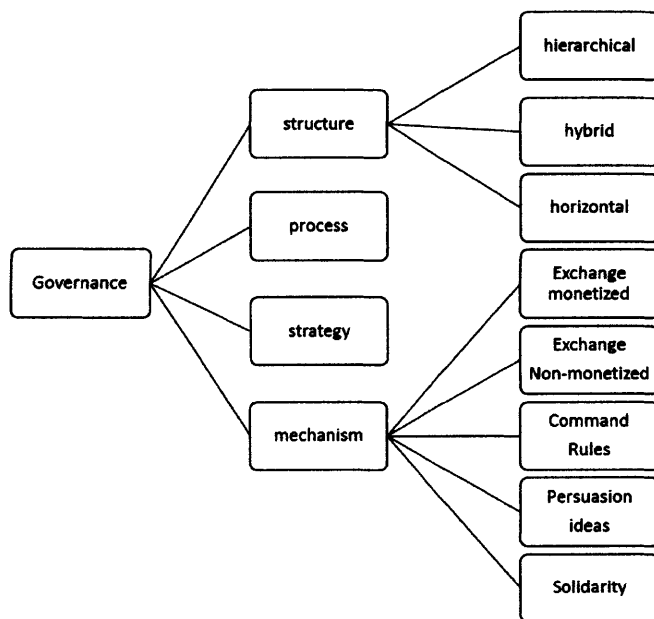 Governance
structure
process
strategy
mechanism
hierarchical
hybrid
horizontal
Exchange
monetized
Exchange
Non-monetized
Command
Rules
Persuasion
ideas
Solidarity